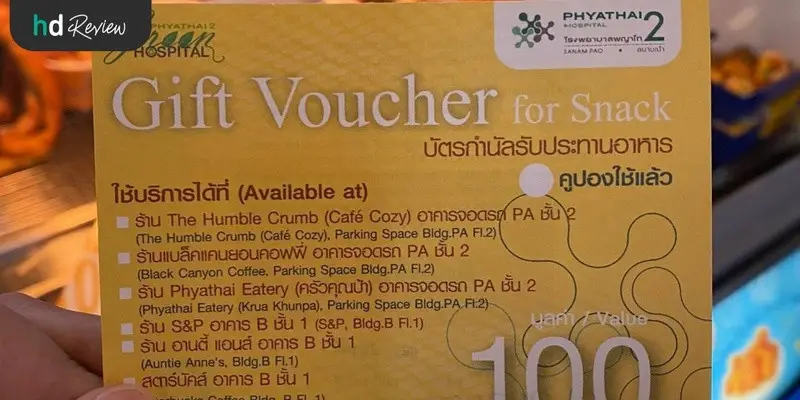 hd Review
PHYATHAI 2
Green
HOSPITAL
PHYATHAI 2
HOSPITAL
โรงพยาบาลพญาไท
SANAM PAO • สนามเป้า
Gift Voucher for Snack
บัตรกำนัลรับประทานอาหาร
คูปองใช้แล้ว
ใช้บริการได้ที่ (Available at)
ร้าน The Humble Crumb (Café Cozy) อาคารจอดรถ PA ชั้น 2
(The Humble Crumb (Café Cozy), Parking Space Bldg.PA Fl.2)
ร้านแบล็คแคนยอนคอฟฟี่ อาคารจอดรถ PA ชั้น 2
(Black Canyon Coffee, Parking Space Bldg.PA Fl.2)
ร้าน Phyathai Eatery (ครัวคุณป้า) อาคารจอดรถ PA ชั้น 2
(Phyathai Eatery (Krua Khunpa), Parking Space Bldg.PA Fl.2)
ร้าน S&P อาคาร B ชั้น 1 (S&P, Bldg.B Fl.1)
ร้าน อานตี้ แอนส์ อาคาร B ชั้น 1
(Auntie Anne's, Bldg.B Fl.1)
สตาร์บัคส์ อาคาร B ชั้น 1
Coffee Bldg. B Fl.1)
มูลค่า / Value
100